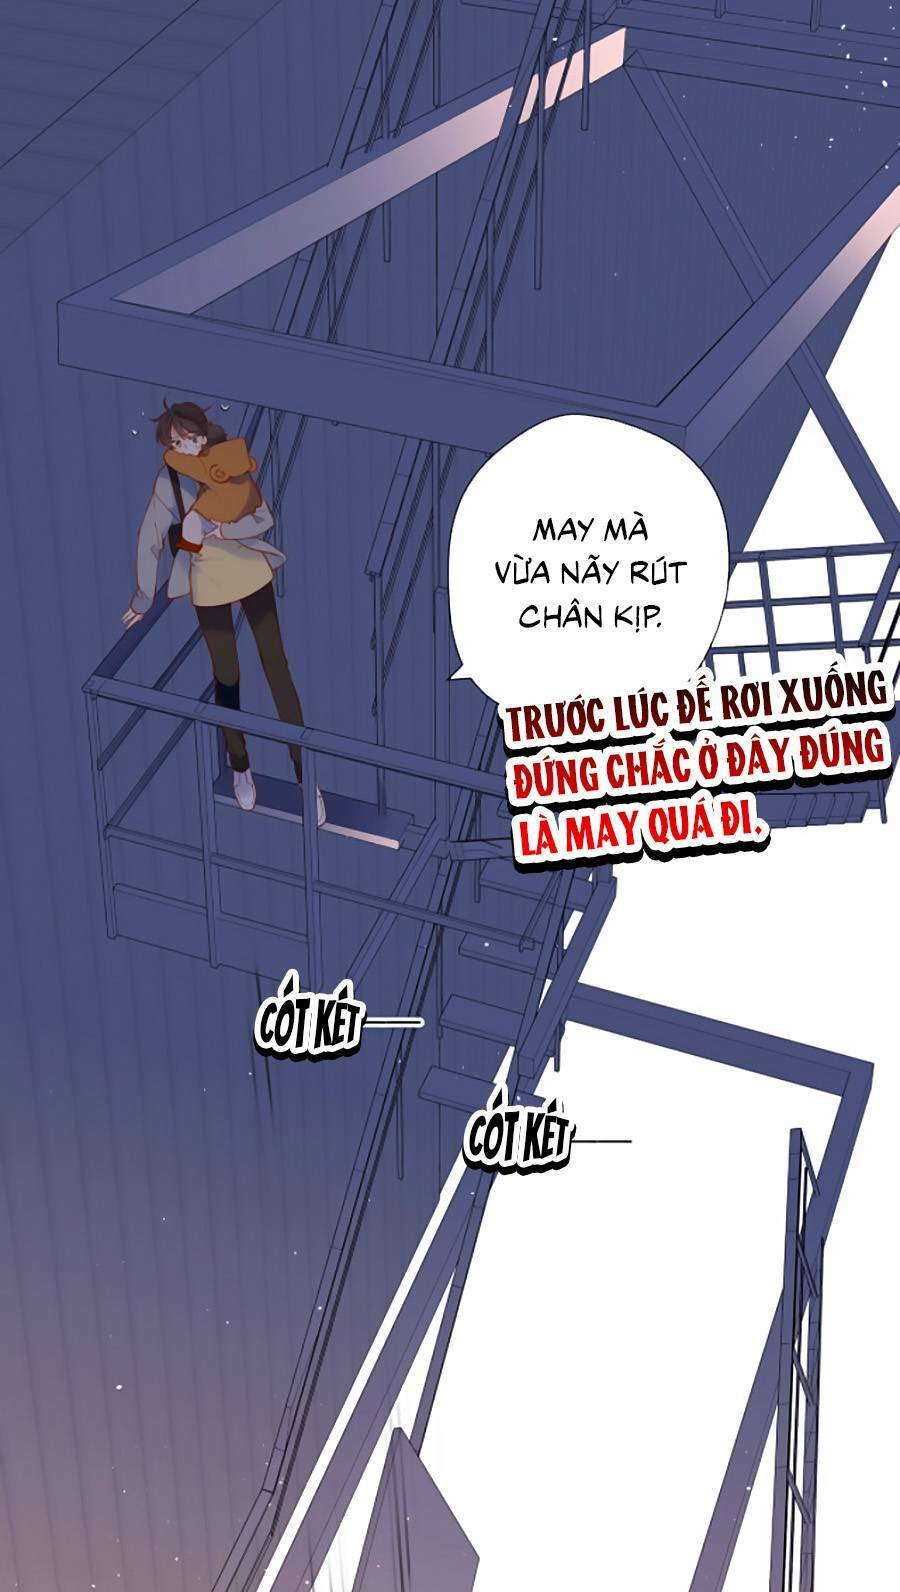 MAY MÀ
VỪA NÃY RÚT
CHÂN KỊP.
TRƯỚC LÚC ĐẾ RƠI XUỐNG
ĐỨNG CHẮC Ở ĐÂY ĐÚNG
LÀ MAY QUÁ ĐI.
CÓT KÉT
CÓT KÉT